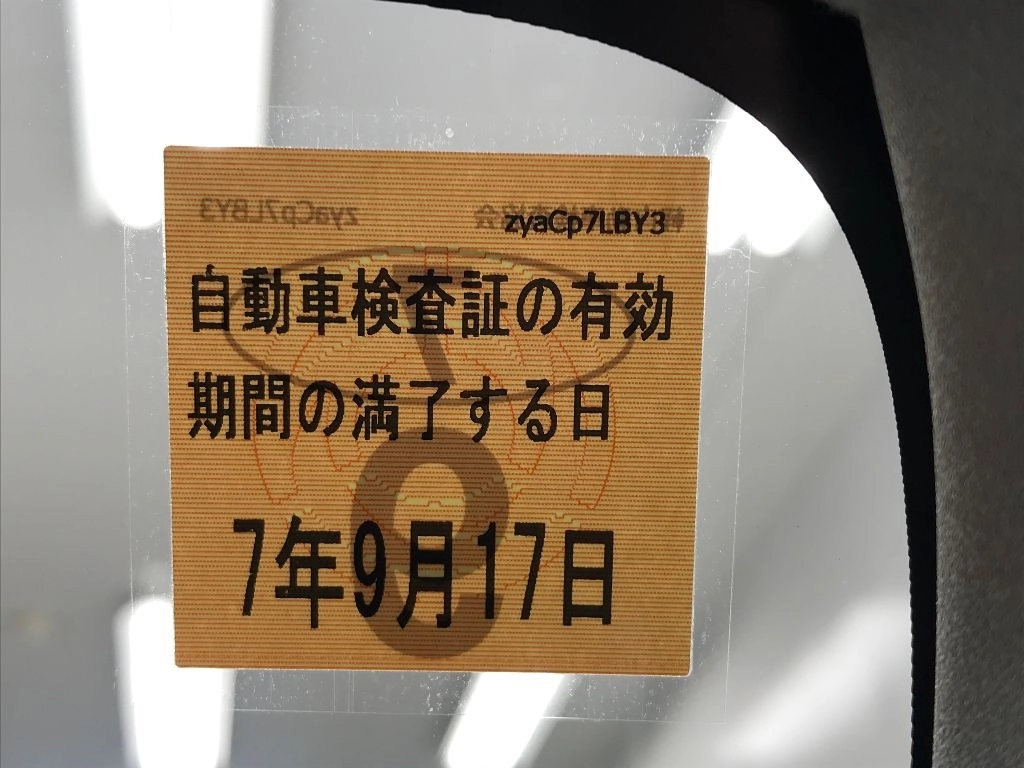 zyaCp7LBY3
自動車検査証の有効
期間の満了する日
7年9月17日